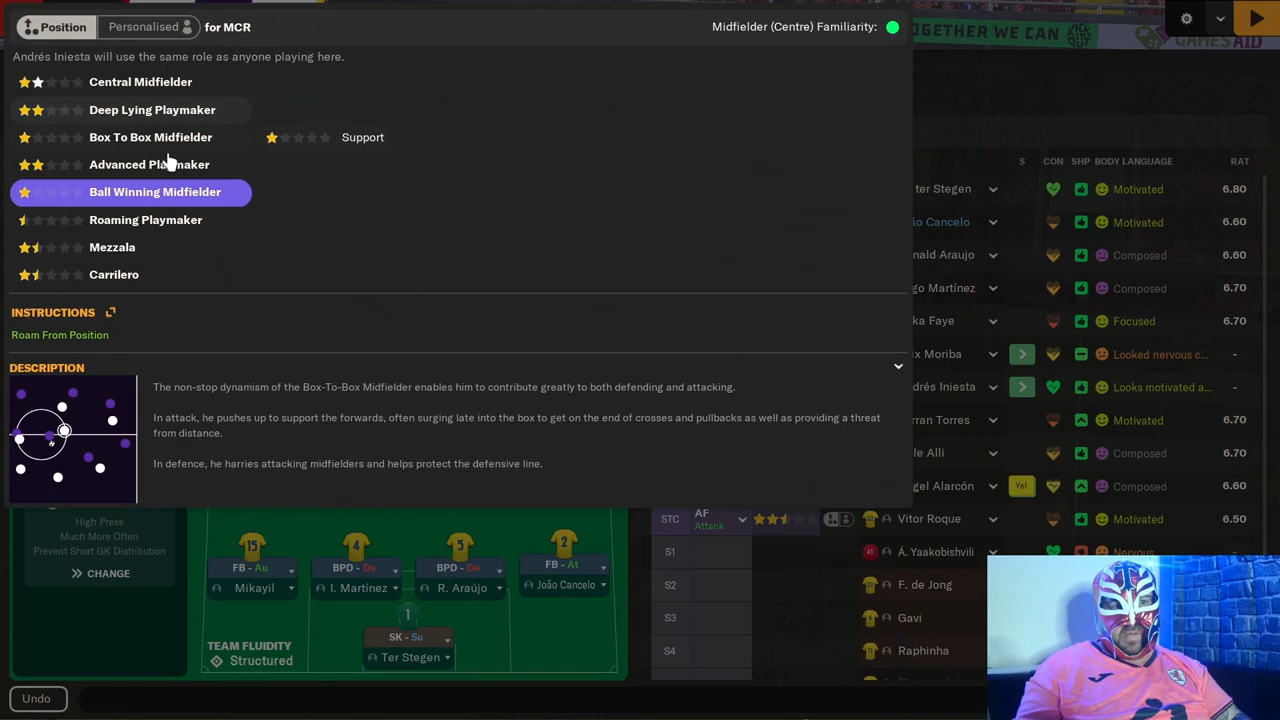 Position
Personalised
for MCR
Midfielder (Centre) Familiarity:
Andrés Iniesta will use the same role as anyone playing here.
Central Midfielder
Deep Lying Playmaker
Box To Box Midfielder
Support
Advanced Playmaker
Ball Winning Midfielder
Roaming Playmaker
Mezzala
Carrilero
INSTRUCTIONS
Roam From Position
DESCRIPTION
The non-stop dynamism of the Box-To-Box Midfielder enables him to contribute greatly to both defending and attacking.
In attack, he pushes up to support the forwards, often surging late into the box to get on the end of crosses and pullbacks as well as providing a threat
from distance.
In defence, he harries attacking midfielders and helps protect the defensive line.
OGETHER WE CAN
KICK
GAMES AID
S CON SHP BODY LANGUAGE RAT
ter Stegen Motivated 6.80
ão Cancelo Motivated 6.60
nald Araujo Composed 6.60
go Martínez Composed 6.70
ka Faye Focused 6.70
ix Moriba Looked nervous c... -
drés Iniesta Looks motivated a... -
rran Torres Motivated 6.70
le Alli Composed 6.70
gel Alarcón Yel Composed 6.60
STC AF Attack Vitor Roque Motivated 6.50
S1 41 Á. Yaakobishvili Nervous
S2 F. de Jong
S3 Gavi
S4 Raphinha
High Press
Much More Often
Prevent Short GK Distribution
CHANGE
15 4 5 2
FB - Au BPD - De BPD - De FB - At
Mikayil I. Martínez R. Araújo João Cancelo
1
SK - Su
Ter Stegen
TEAM FLUIDITY
Structured
Undo